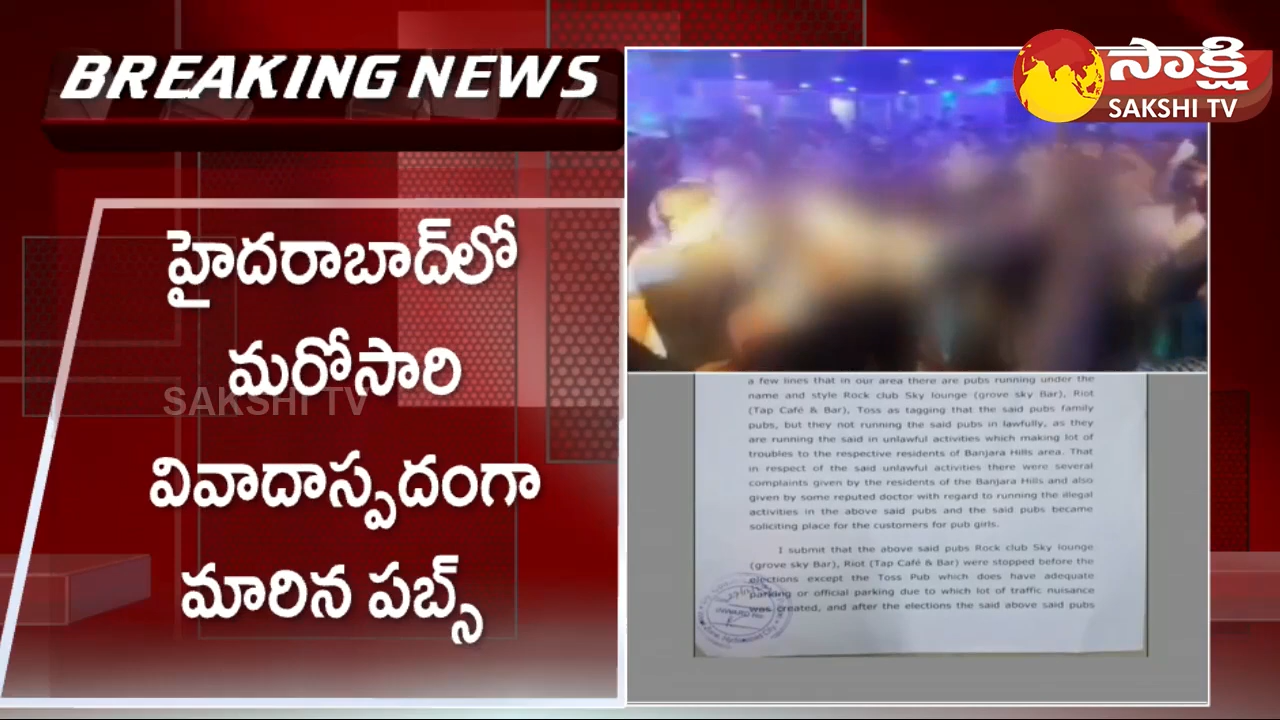 BREAKING NEWS
సాక్షి
SAKSHI TV
హైదరాబాద్‌లో
మరోసారి
SAKSHI TV
వివాదాస్పదంగా
మారిన పబ్స్
a few lines that in our area there are pubs running under the
name and style Rock club Sky lounge (grove sky Bar), Riot
(Tap Café & Bar), Toss as tagging that the said pubs family
pubs, but they not running the said pubs in lawfully, as they
are running the said in unlawful activities which making lot of
troubles to the respective residents of Banjara Hills area. That
in respect of the said unlawful activities there were several
complaints given by the residents of the Banjara Hills and also
given by some reputed doctor with regard to running the illegal
activities in the above said pubs and the said pubs became
soliciting place for the customers for pub girls.
I submit that the above said pubs Rock club Sky lounge
(grove sky Bar), Riot (Tap Café & Bar) were stopped before the
elections except the Toss Pub which does have adequate
parking or official parking due to which lot of traffic nuisance
was created, and after the elections the said above said pubs